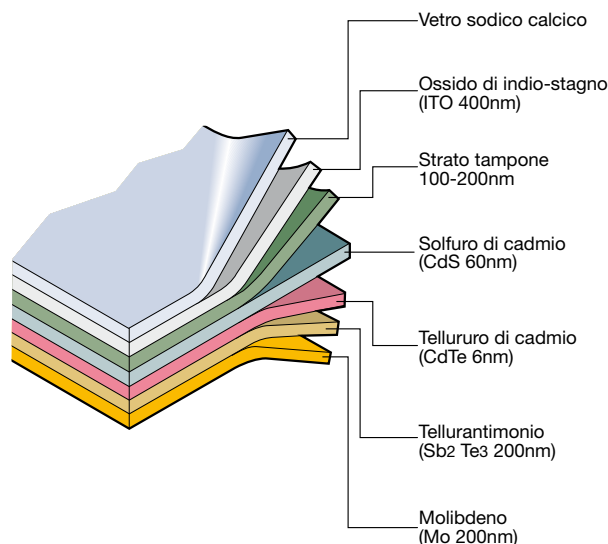 Vetro sodico calcico
Ossido di indio-stagno
(ITO 400nm)
Strato tampone
100-200nm
Solfuro di cadmio
(CdS 60nm)
Tellururo di cadmio
(CdTe 6nm)
Tellurantimonio
(Sb2 Te3 200nm)
Molibdeno
(Mo 200nm)